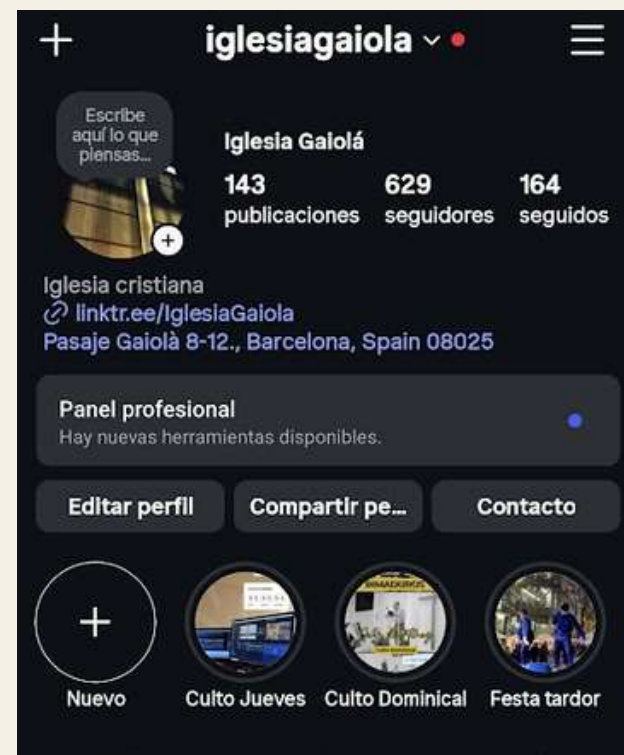 iglesiagaiola
Escribe
aquí lo que
piensas...
Iglesia Gaiolá
143 629 164
publicaciones seguidores seguidos
Iglesia cristiana
linktr.ee/IglesiaGaiola
Pasaje Gaiolà 8-12., Barcelona, Spain 08025
Panel profesional
Hay nuevas herramientas disponibles.
Editar perfil Compartir pe... Contacto
Nuevo Culto Jueves Culto Dominical Festa tardor